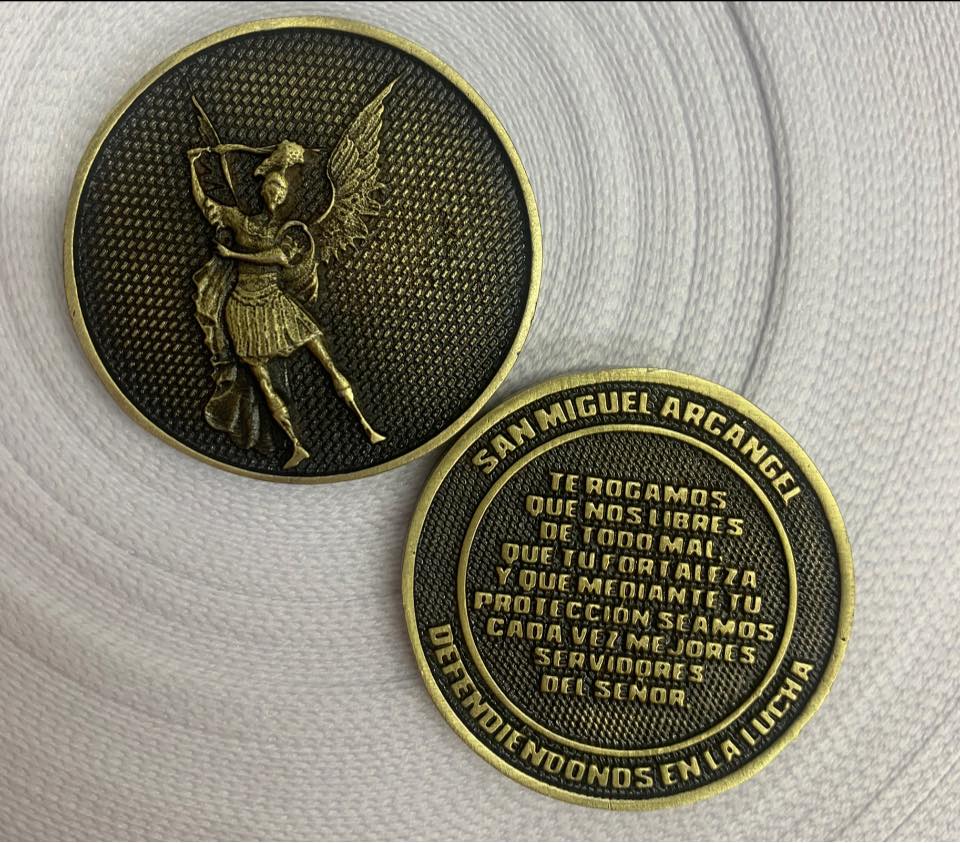 SAN MIGUEL ARCÁNGEL
TE ROGAMOS
QUE NOS LIBRES
DE TODO MAL,
QUE TU FORTALEZA
Y QUE MEDIANTE TU
PROTECCIÓN SEAMOS
CADA VEZ MEJORES
SERVIDORES
DEL SEÑOR
DEFENDIENDONOS EN LA LUCHA